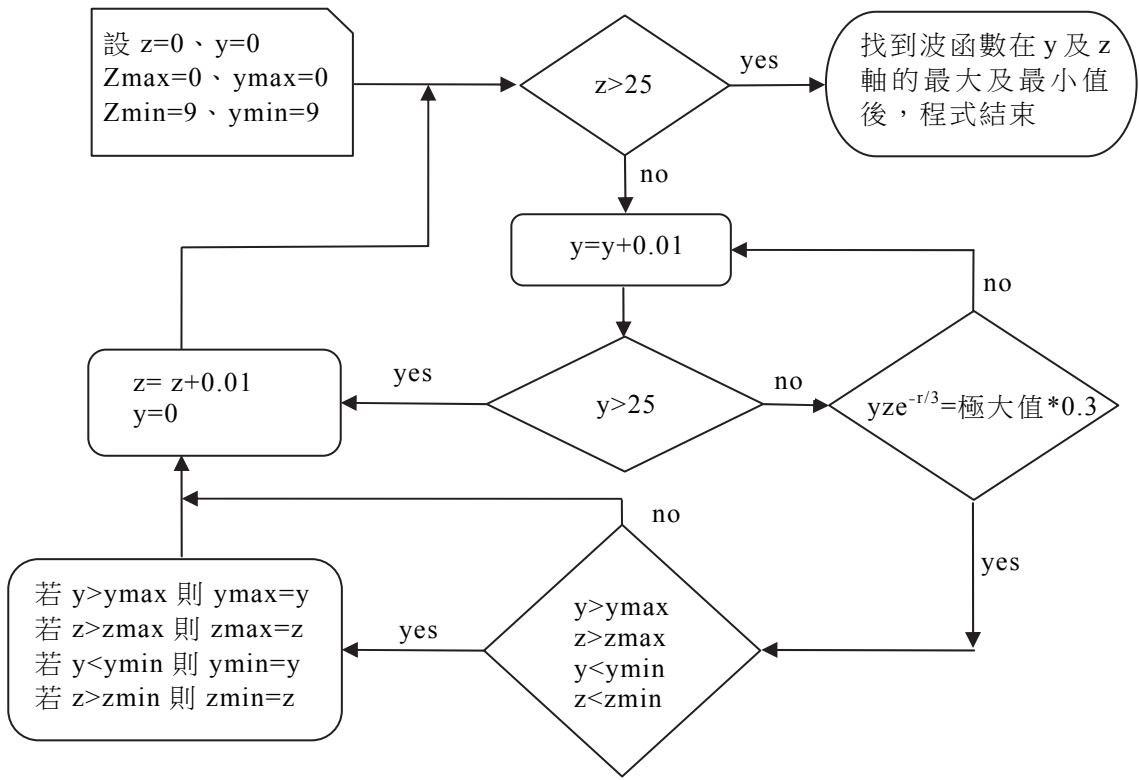 設 z=0、y=0
Zmax=0、ymax=0
Zmin=9、ymin=9
z>25
yes
找到波函數在 y 及 z
軸的最大及最小值
後，程式結束
no
y=y+0.01
no
z= z+0.01
y=0
yes
y>25
no
yze-r/3=極大值*0.3
no
yes
若 y>ymax 則 ymax=y
若 z>zmax 則 zmax=z
若 y<ymin 則 ymin=y
若 z>zmin 則 zmin=z
yes
y>ymax
z>zmax
y<ymin
z<zmin